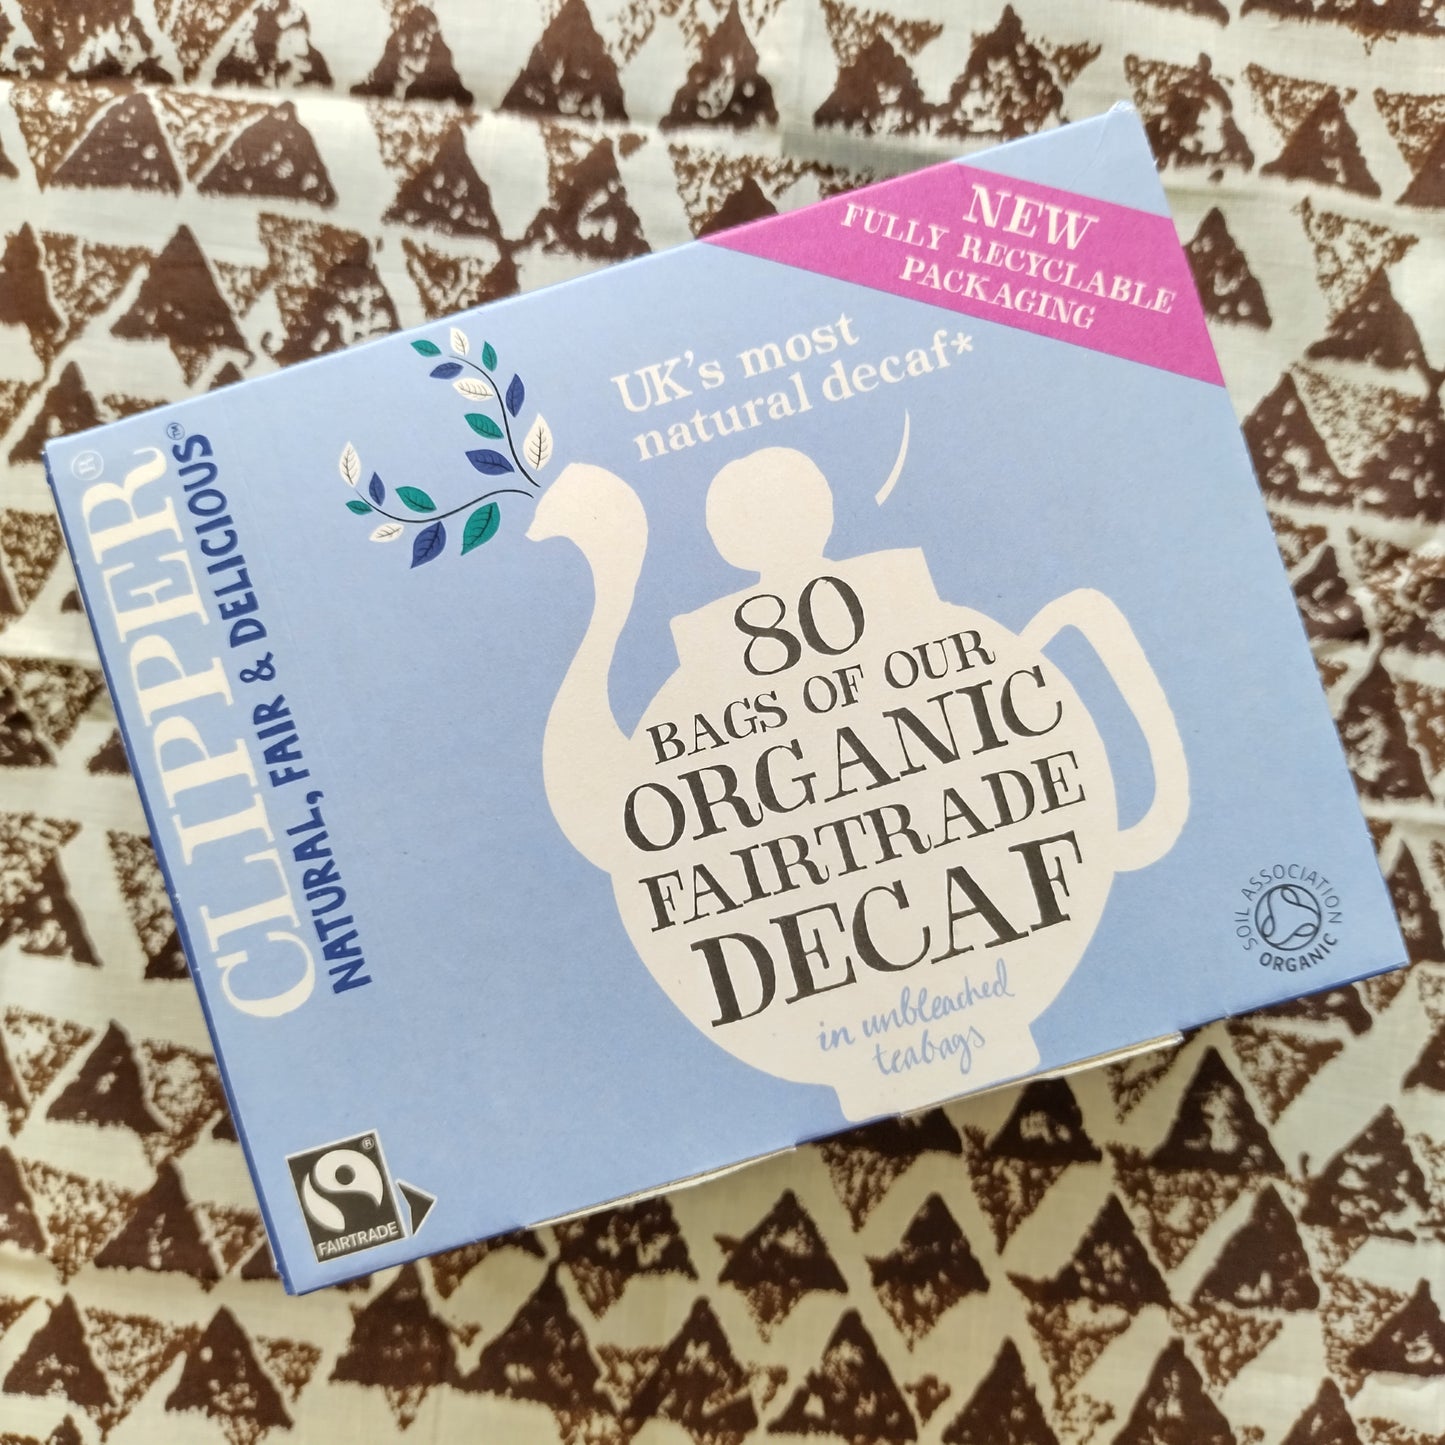 CLIPPER®
NATURAL, FAIR & DELICIOUS™
NEW
FULLY RECYCLABLE
PACKAGING
UK's most
natural decaf*
80
BAGS OF OUR
ORGANIC
FAIRTRADE
DECAF
in unbleached
teabags
SOIL ASSOCIATION
ORGANIC
®
FAIRTRADE